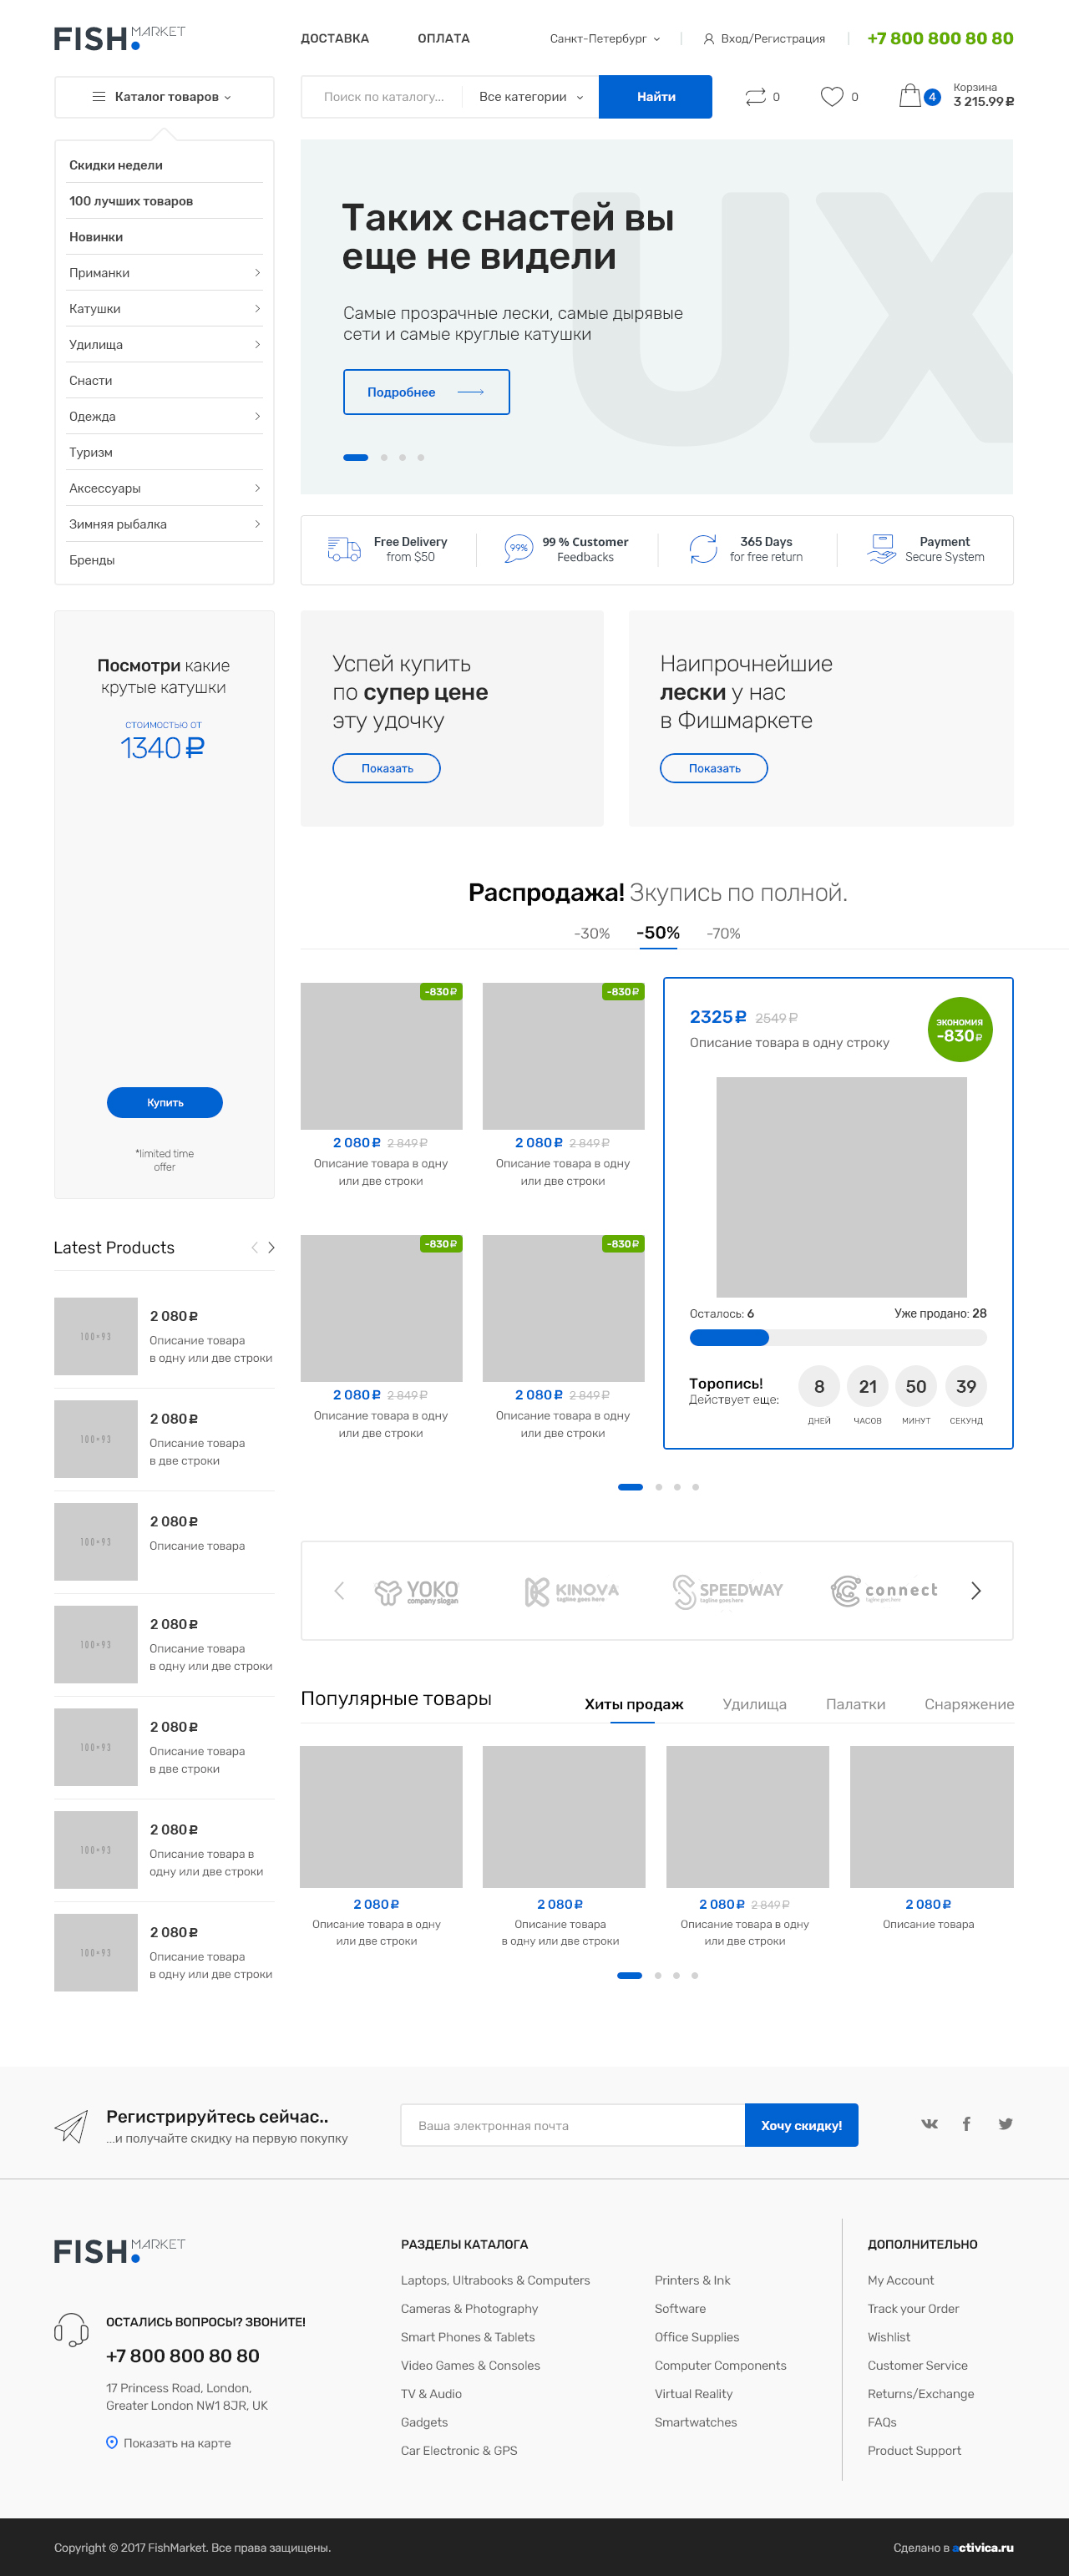 FISH MARKET
ДОСТАВКА
ОПЛАТА
Санкт-Петербург
Вход/Регистрация
+7 800 800 80 80
Каталог товаров
Поиск по каталогу...
Все категории
Найти
0
0
4
Корзина
3 215.99 ₽
Скидки недели
100 лучших товаров
Новинки
Приманки
Катушки
Удилища
Снасти
Одежда
Туризм
Аксессуары
Зимняя рыбалка
Бренды
UX
Таких снастей вы
еще не видели
Самые прозрачные лески, самые дырявые
сети и самые круглые катушки
Подробнее
Free Delivery
from $50
99%
99 % Customer
Feedbacks
365 Days
for free return
Payment
Secure System
Посмотри какие
крутые катушки
СТОИМОСТЬЮ ОТ
1340 ₽
Купить
*limited time
offer
Успей купить
по супер цене
эту удочку
Показать
Наипрочнейшие
лески у нас
в Фишмаркете
Показать
Распродажа! Зкупись по полной.
-30%
-50%
-70%
-830 ₽
2 080 ₽ 2 849 ₽
Описание товара в одну
или две строки
-830 ₽
2 080 ₽ 2 849 ₽
Описание товара в одну
или две строки
-830 ₽
2 080 ₽ 2 849 ₽
Описание товара в одну
или две строки
-830 ₽
2 080 ₽ 2 849 ₽
Описание товара в одну
или две строки
2325 ₽ 2549 ₽
Описание товара в одну строку
ЭКОНОМИЯ
-830 ₽
Осталось: 6
Уже продано: 28
Торопись!
Действует еще:
8
ДНЕЙ
21
ЧАСОВ
50
МИНУТ
39
СЕКУНД
Latest Products
100×93
2 080 ₽
Описание товара
в одну или две строки
100×93
2 080 ₽
Описание товара
в две строки
100×93
2 080 ₽
Описание товара
100×93
2 080 ₽
Описание товара
в одну или две строки
100×93
2 080 ₽
Описание товара
в две строки
100×93
2 080 ₽
Описание товара в
одну или две строки
100×93
2 080 ₽
Описание товара
в одну или две строки
YOKO
company slogan
KINOVA
tagline goes here
SPEEDWAY
tagline goes here
connect
tagline goes here
Популярные товары
Хиты продаж
Удилища
Палатки
Снаряжение
2 080 ₽
Описание товара в одну
или две строки
2 080 ₽
Описание товара
в одну или две строки
2 080 ₽ 2 849 ₽
Описание товара в одну
или две строки
2 080 ₽
Описание товара
Регистрируйтесь сейчас..
...и получайте скидку на первую покупку
Ваша электронная почта
Хочу скидку!
FISH MARKET
ОСТАЛИСЬ ВОПРОСЫ? ЗВОНИТЕ!
+7 800 800 80 80
17 Princess Road, London,
Greater London NW1 8JR, UK
Показать на карте
РАЗДЕЛЫ КАТАЛОГА
Laptops, Ultrabooks & Computers
Cameras & Photography
Smart Phones & Tablets
Video Games & Consoles
TV & Audio
Gadgets
Car Electronic & GPS
Printers & Ink
Software
Office Supplies
Computer Components
Virtual Reality
Smartwatches
ДОПОЛНИТЕЛЬНО
My Account
Track your Order
Wishlist
Customer Service
Returns/Exchange
FAQs
Product Support
Copyright © 2017 FishMarket. Все права защищены.
Сделано в activica.ru